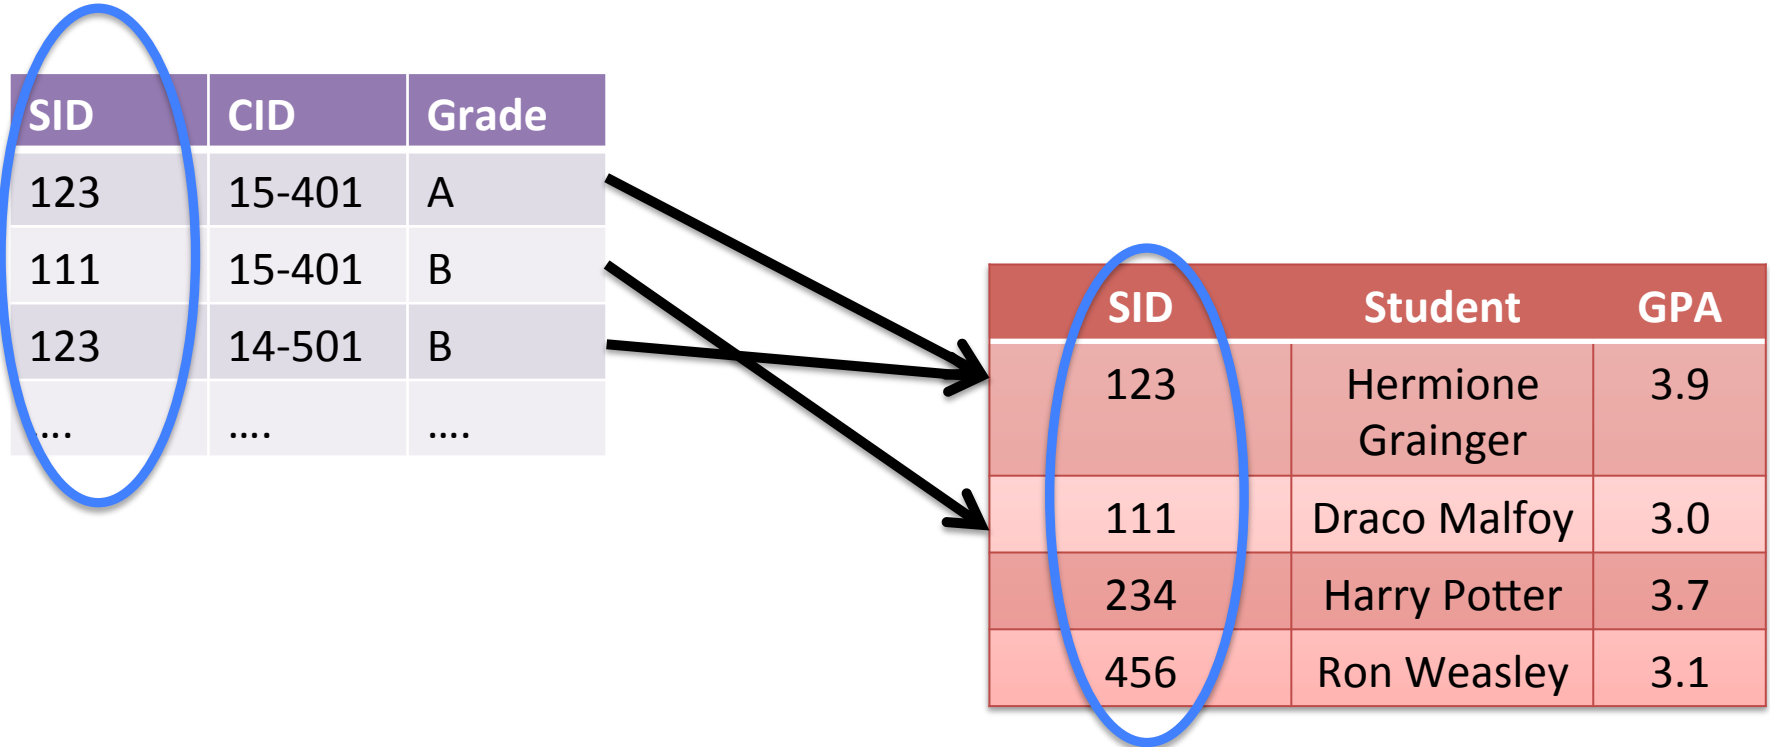 SID CID Grade
123 15-401 A
111 15-401 B
123 14-501 B
.... .... ....
SID Student GPA
123 Hermione 3.9
Grainger
111 Draco Malfoy 3.0
234 Harry Potter 3.7
456 Ron Weasley 3.1